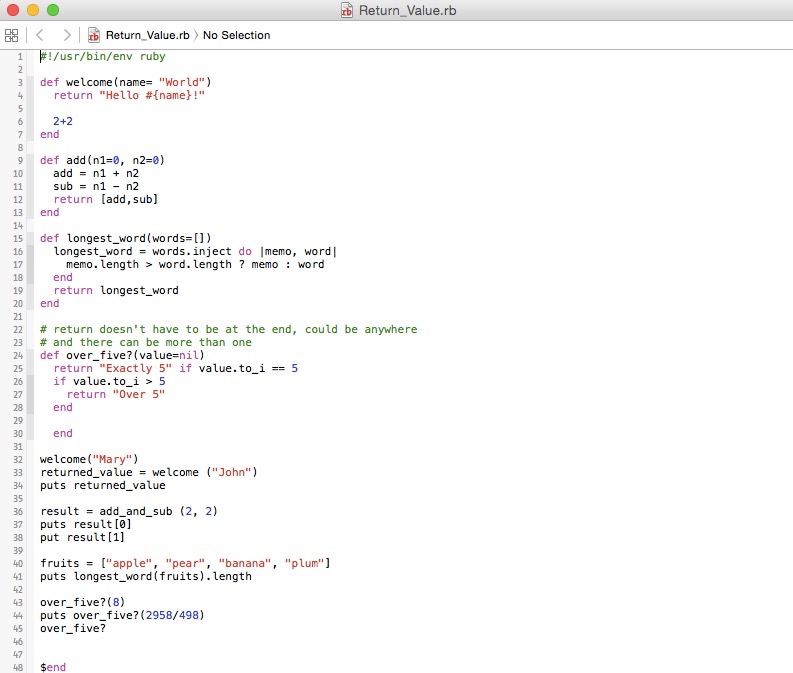 Return_Value.rb
Return_Value.rb 〉 No Selection
1 #!/usr/bin/env ruby
2
3 def welcome(name= "World")
4   return "Hello #{name}!"
5
6   2+2
7 end
8
9 def add(n1=0, n2=0)
10   add = n1 + n2
11   sub = n1 - n2
12   return [add,sub]
13 end
14
15 def longest_word(words=[])
16   longest_word = words.inject do |memo, word|
17     memo.length > word.length ? memo : word
18   end
19   return longest_word
20 end
21
22 # return doesn't have to be at the end, could be anywhere
23 # and there can be more than one
24 def over_five?(value=nil)
25   return "Exactly 5" if value.to_i == 5
26   if value.to_i > 5
27     return "Over 5"
28   end
29
30   end
31
32 welcome("Mary")
33 returned_value = welcome ("John")
34 puts returned_value
35
36 result = add_and_sub (2, 2)
37 puts result[0]
38 put result[1]
39
40 fruits = ["apple", "pear", "banana", "plum"]
41 puts longest_word(fruits).length
42
43 over_five?(8)
44 puts over_five?(2958/498)
45 over_five?
46
47
48 $end